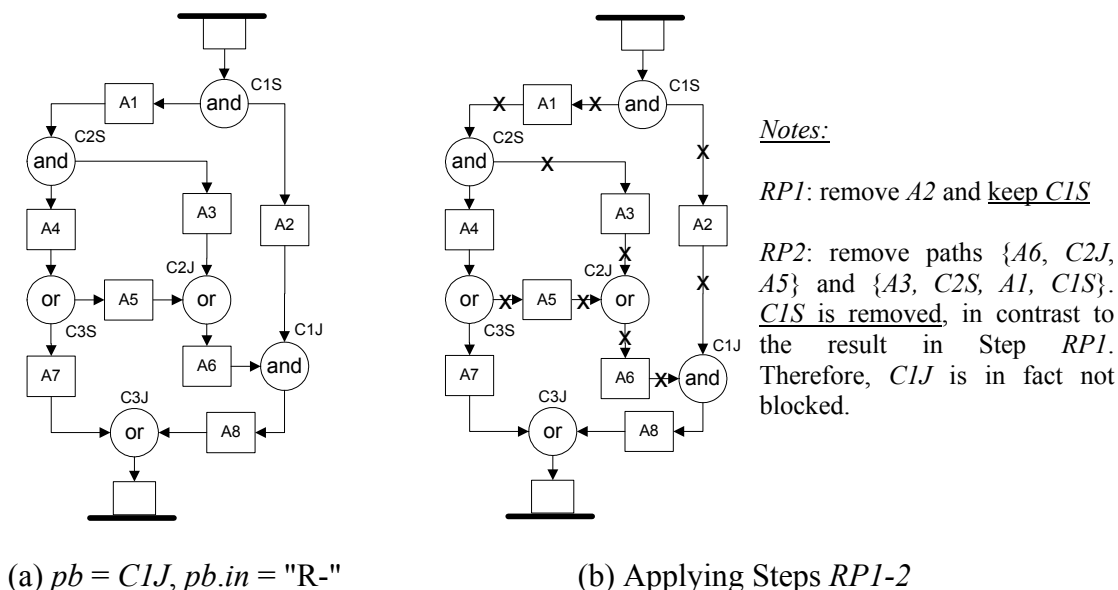 C1S
and
A1
C2S
and
A4
A3
A2
C2J
or
A5
or
C3S
C1J
A7
A6
and
C3J
or
A8
C1S
x
A1
x
and
C2S
and
x
x
A4
A3
A2
x
C2J
x
or
x
A5
x
or
C3S
x
C1J
A7
A6
x
and
C3J
or
A8
Notes:
RP1: remove A2 and keep C1S
RP2: remove paths {A6, C2J,
A5} and {A3, C2S, A1, C1S}.
C1S is removed, in contrast to
the result in Step RP1.
Therefore, C1J is in fact not
blocked.
(a) pb = C1J, pb.in = "R-"
(b) Applying Steps RP1-2